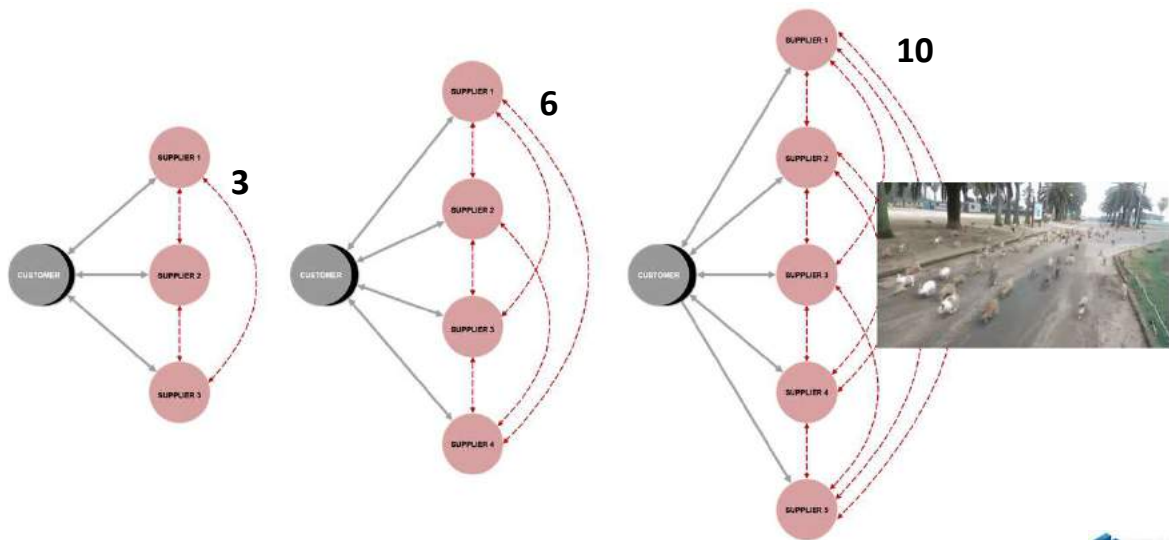 3
SUPPLIER 1
CUSTOMER
SUPPLIER 2
SUPPLIER 3
6
SUPPLIER 1
SUPPLIER 2
CUSTOMER
SUPPLIER 3
SUPPLIER 4
10
SUPPLIER 1
SUPPLIER 2
CUSTOMER
SUPPLIER 3
SUPPLIER 4
SUPPLIER 5